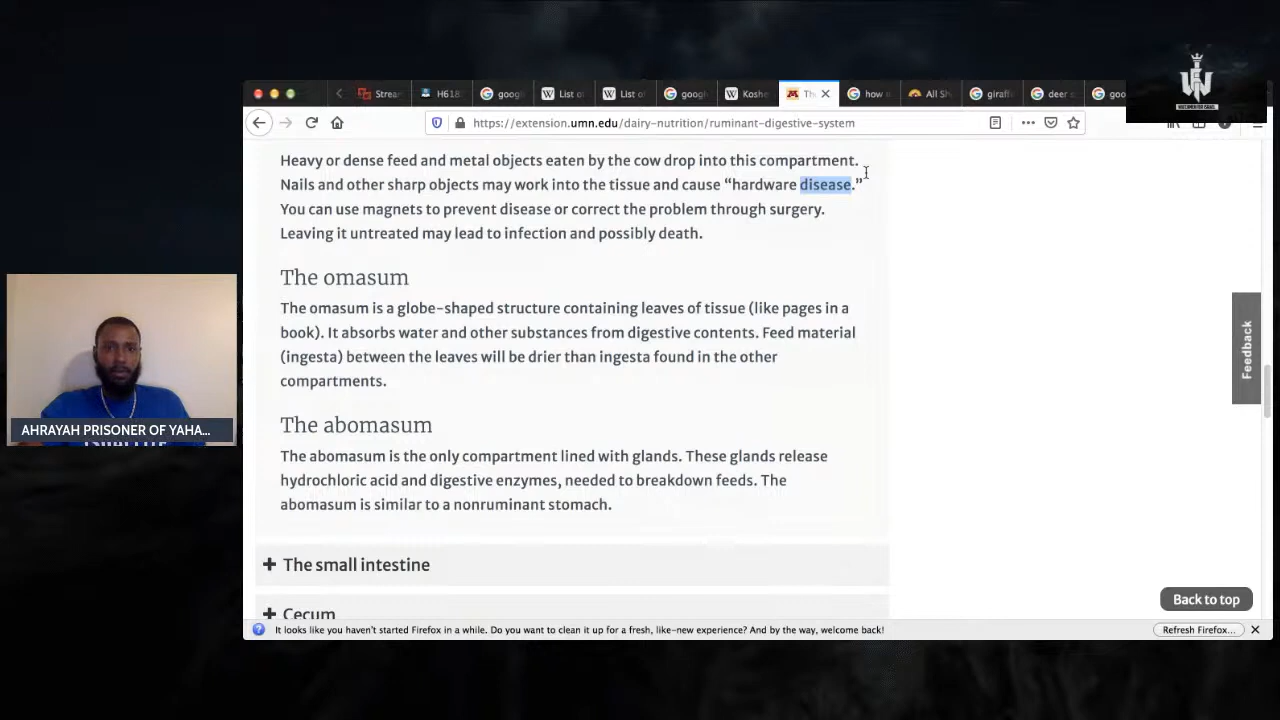 Strea
H618
goog
W List o
W List o
goog
W Koshe
Th
how
All Sh
giraff
deer
goo
https://extension.umn.edu/dairy-nutrition/ruminant-digestive-system
Heavy or dense feed and metal objects eaten by the cow drop into this compartment.
Nails and other sharp objects may work into the tissue and cause “hardware disease.”
You can use magnets to prevent disease or correct the problem through surgery.
Leaving it untreated may lead to infection and possibly death.
The omasum
The omasum is a globe-shaped structure containing leaves of tissue (like pages in a
book). It absorbs water and other substances from digestive contents. Feed material
(ingesta) between the leaves will be drier than ingesta found in the other
compartments.
The abomasum
The abomasum is the only compartment lined with glands. These glands release
hydrochloric acid and digestive enzymes, needed to breakdown feeds. The
abomasum is similar to a nonruminant stomach.
+ The small intestine
+ Cecum
Feedback
Back to top
It looks like you haven't started Firefox in a while. Do you want to clean it up for a fresh, like-new experience? And by the way, welcome back!
Refresh Firefox...
AHRAYAH PRISONER OF YAHA...
WATCHMEN FOR ISRAEL